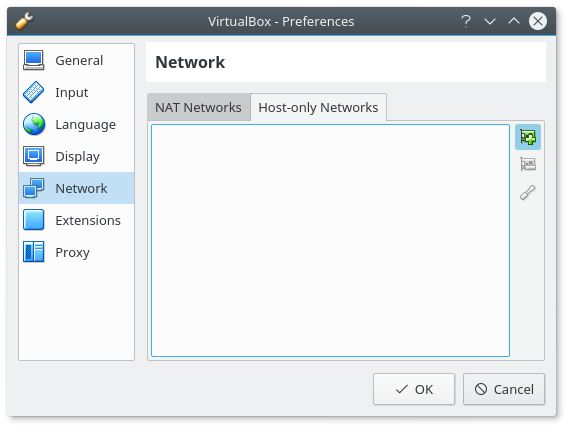 VirtualBox - Preferences
?
General
Input
Language
Display
Network
Extensions
Proxy
Network
NAT Networks
Host-only Networks
OK
Cancel